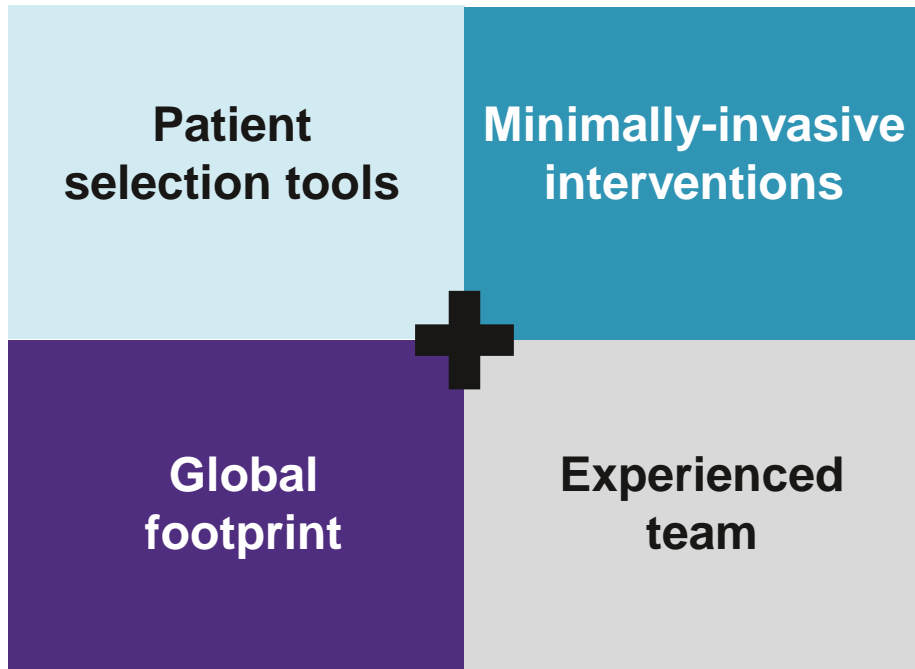 Patient
selection tools
Minimally-invasive
interventions
Global
footprint
Experienced
team